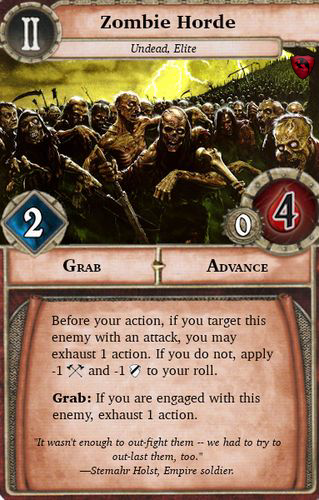 II
Zombie Horde
Undead, Elite
2
0
4
GRAB
ADVANCE
Before your action, if you target this
enemy with an attack, you may
exhaust 1 action. If you do not, apply
-1 and -1 to your roll.
Grab: If you are engaged with this
enemy, exhaust 1 action.
"It wasn't enough to out-fight them -- we had to try to
out-last them, too."
—Stemahr Holst, Empire soldier.